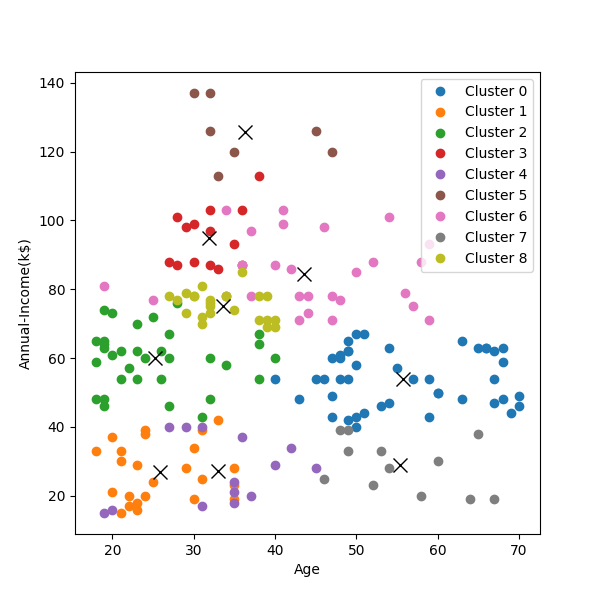 140
120
100
80
60
40
20
Annual-Income(k$)
20
30
40
50
60
70
Age
Cluster 0
Cluster 1
Cluster 2
Cluster 3
Cluster 4
Cluster 5
Cluster 6
Cluster 7
Cluster 8